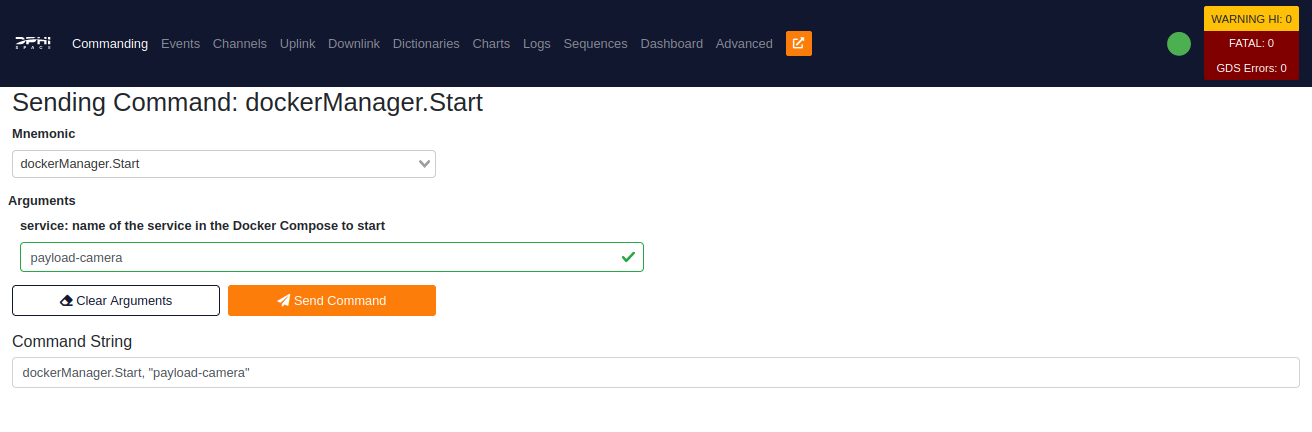 DPHI
SPACE
Commanding Events Channels Uplink Downlink Dictionaries Charts Logs Sequences Dashboard Advanced
WARNING HI: 0
FATAL: 0
GDS Errors: 0
Sending Command: dockerManager.Start
Mnemonic
dockerManager.Start
Arguments
service: name of the service in the Docker Compose to start
payload-camera
Clear Arguments Send Command
Command String
dockerManager.Start, "payload-camera"